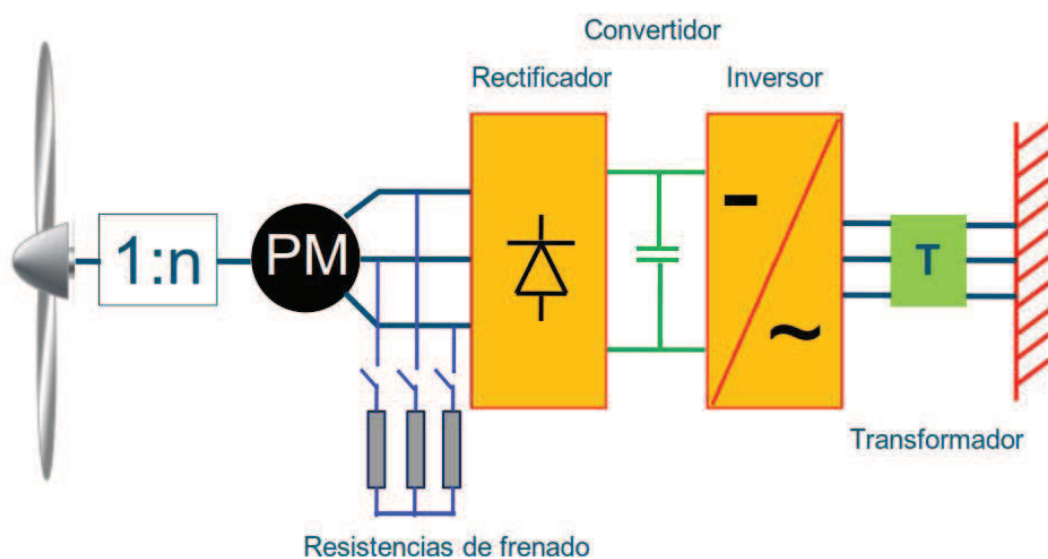 Convertidor
Rectificador
Inversor
1:n
PM
-
~
T
Transformador
Resistencias de frenado